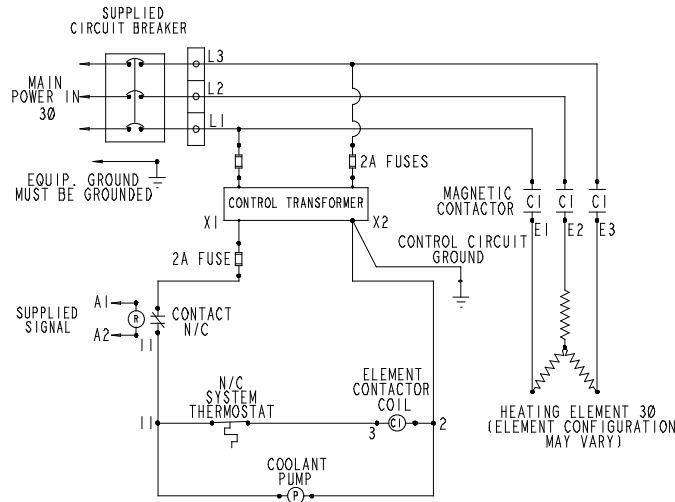 SUPPLIED
CIRCUIT BREAKER
L3
MAIN
POWER IN
30
L2
L1
2A FUSES
EQUIP. GROUND
MUST BE GROUNDED
CONTROL TRANSFORMER
MAGNETIC
CONTACTOR
C1
C1
C1
E1
E2
E3
X1
X2
CONTROL CIRCUIT
GROUND
2A FUSE
A1
SUPPLIED
SIGNAL
R
CONTACT
N/C
A2
11
N/C
SYSTEM
THERMOSTAT
ELEMENT
CONTACTOR
COIL
HEATING ELEMENT 30
(ELEMENT CONFIGURATION
MAY VARY)
11
3
C1
2
COOLANT
PUMP
P